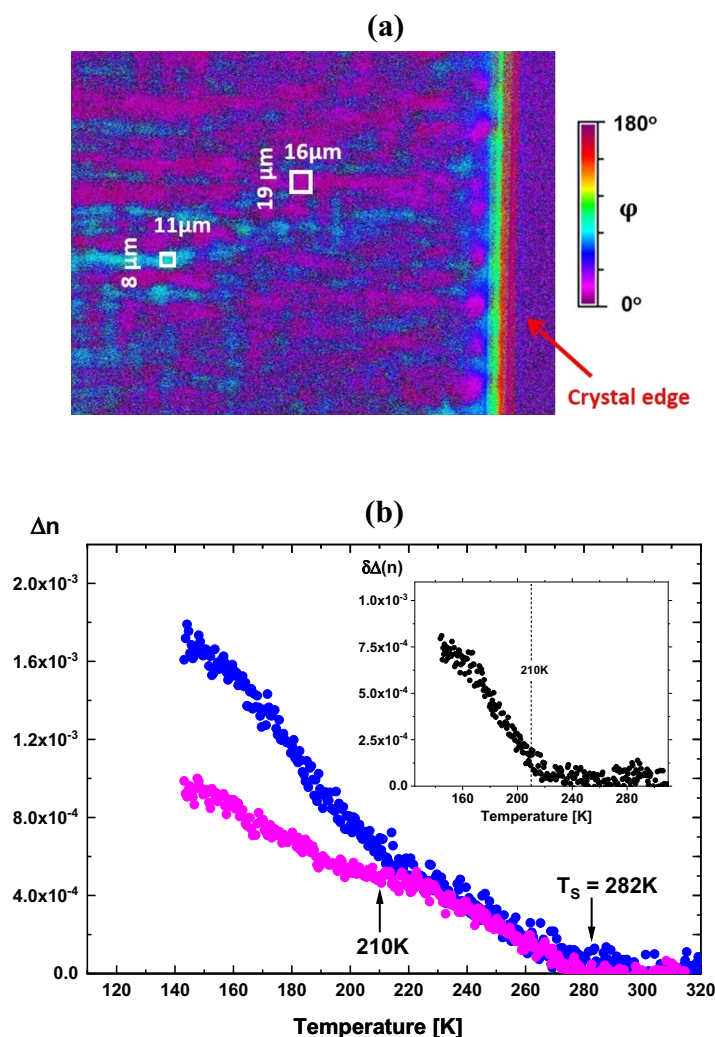 (a)
180°
φ
0°
16µm
19 µm
11µm
8 µm
Crystal edge
(b)
Δn
2.0x10⁻³
1.6x10⁻³
1.2x10⁻³
8.0x10⁻⁴
4.0x10⁻⁴
0.0
δΔ(n)
1.0x10⁻³
7.5x10⁻⁴
5.0x10⁻⁴
2.5x10⁻⁴
0.0
210K
160 200 240 280
Temperature [K]
T_S = 282K
210K
120 140 160 180 200 220 240 260 280 300 320
Temperature [K]